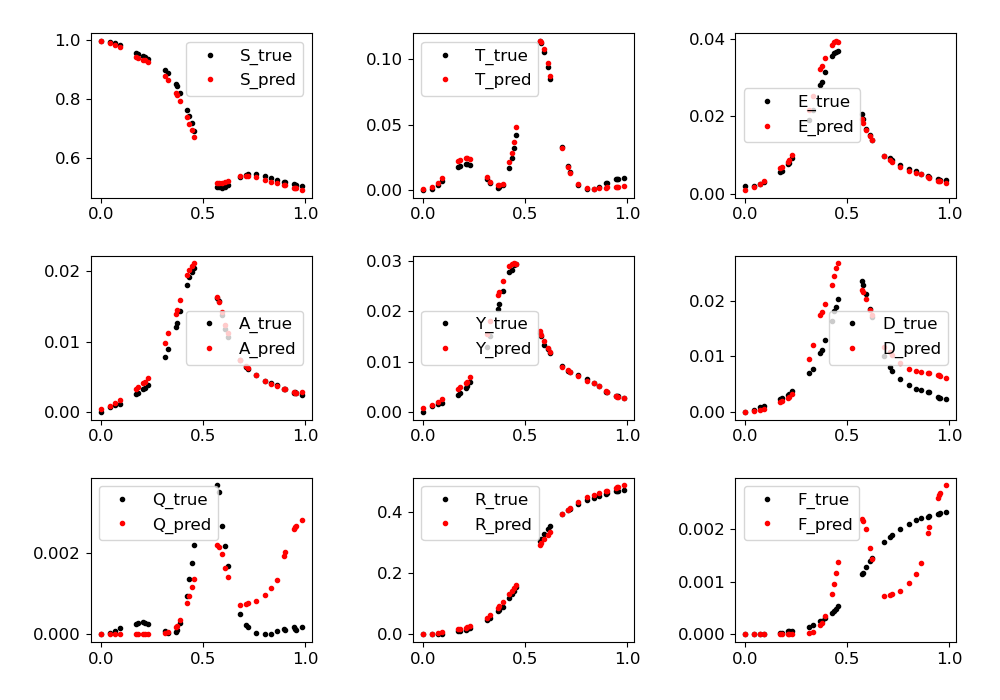 1.0
0.8
0.6
0.0 0.5 1.0
S_true
S_pred
0.10
0.05
0.00
0.0 0.5 1.0
T_true
T_pred
0.04
0.02
0.00
0.0 0.5 1.0
E_true
E_pred
0.02
0.01
0.00
0.0 0.5 1.0
A_true
A_pred
0.03
0.02
0.01
0.00
0.0 0.5 1.0
Y_true
Y_pred
0.02
0.01
0.00
0.0 0.5 1.0
D_true
D_pred
0.002
0.000
0.0 0.5 1.0
Q_true
Q_pred
0.4
0.2
0.0
0.0 0.5 1.0
R_true
R_pred
0.002
0.001
0.000
0.0 0.5 1.0
F_true
F_pred